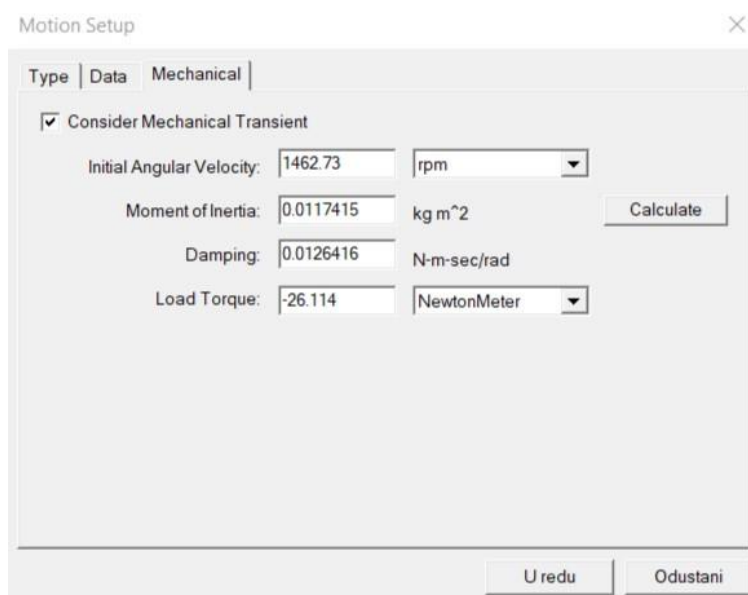 Motion Setup
Type Data Mechanical
Consider Mechanical Transient
Initial Angular Velocity: 1462.73 rpm
Moment of Inertia: 0.0117415 kg m^2 Calculate
Damping: 0.0126416 N-m-sec/rad
Load Torque: -26.114 NewtonMeter
U redu Odustani